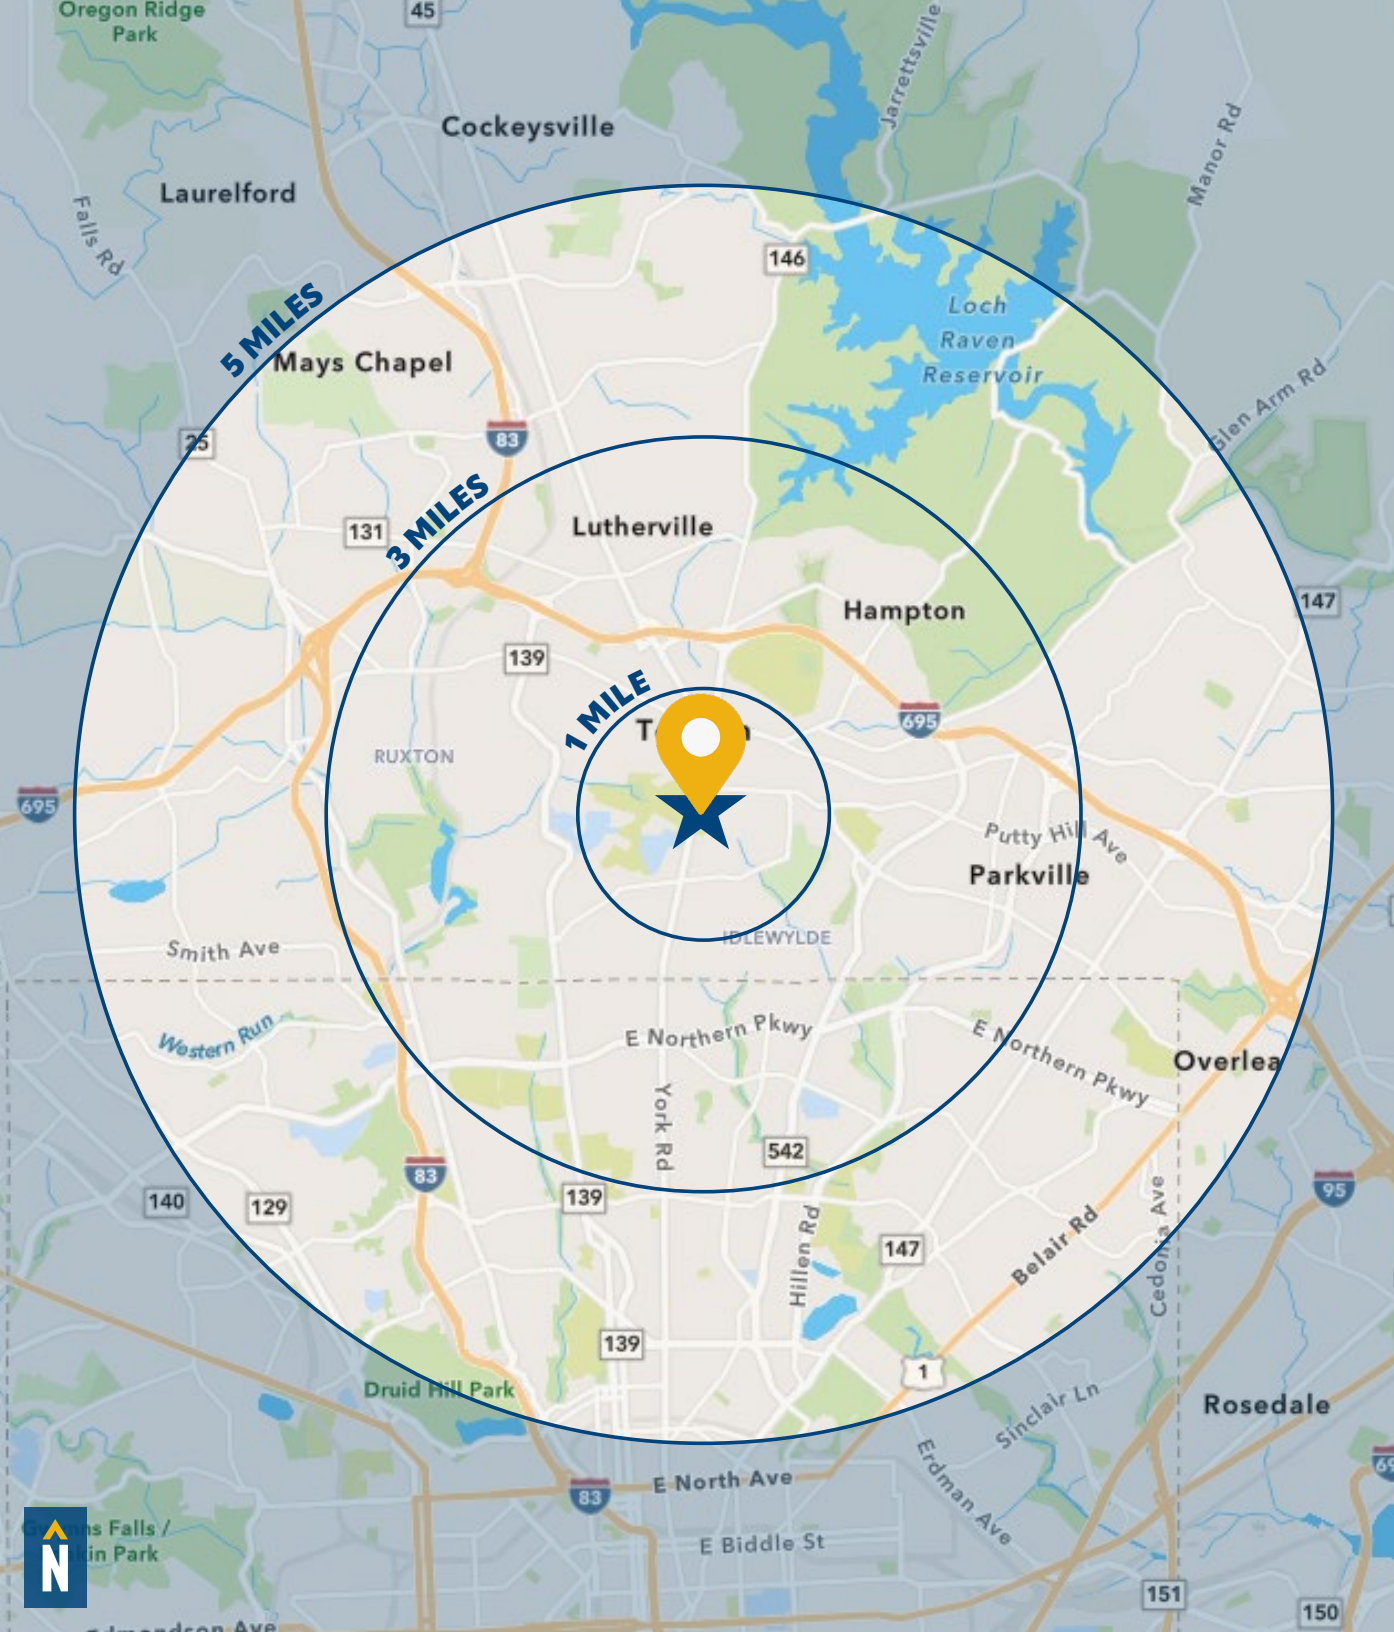 Oregon Ridge
Park
45
Jarrettsville
Cockeysville
Manor Rd
Laurelford
Falls Rd
146
5 MILES
Loch
Raven
Reservoir
Mays Chapel
Glen Arm Rd
25
83
3 MILES
131
Lutherville
147
Hampton
139
1 MILE
695
RUXTON
695
Putty Hill Ave
Parkville
IDLEWYLDE
Smith Ave
Western Run
E Northern Pkwy
E Northern Pkwy
Overlea
York Rd
542
83
95
140
129
139
Cedonia Ave
Hillen Rd
147
Belair Rd
139
1
Druid Hill Park
Sinclair Ln
Rosedale
Erdman Ave
E North Ave
83
E Biddle St
Falls /
Park
N
151
150